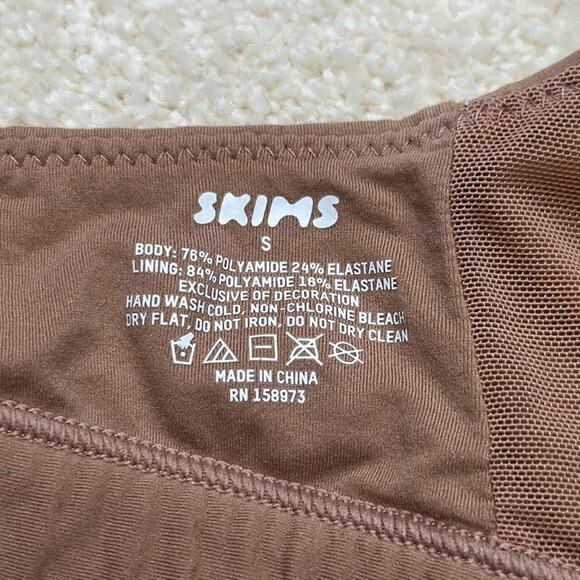 SKIMS
S
BODY: 76% POLYAMIDE 24% ELASTANE
LINING: 84% POLYAMIDE 16% ELASTANE
EXCLUSIVE OF DECORATION
HAND WASH COLD, NON-CHLORINE BLEACH
DRY FLAT, DO NOT IRON, DO NOT DRY CLEAN
MADE IN CHINA
RN 158973